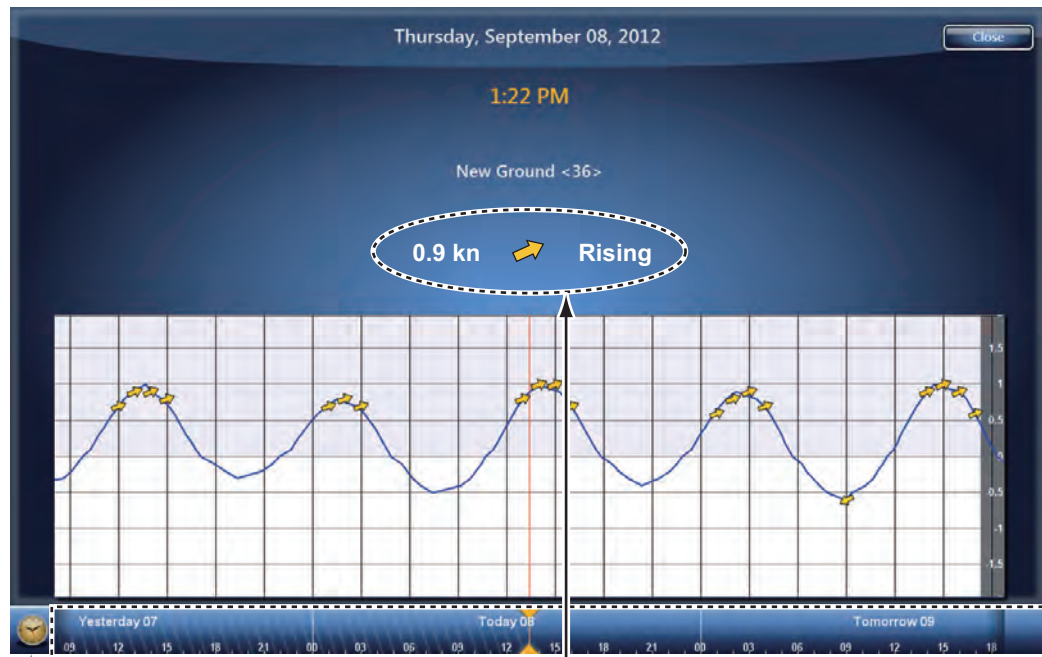 Thursday, September 08, 2012
Close
1:22 PM
New Ground <36>
0.9 kn Rising
1.5
1
0.5
0
-0.5
-1
-1.5
Yesterday 07 Today 08 Tomorrow 09
09 12 15 18 21 00 03 06 09 12 15 18 21 00 03 06 09 12 15 18